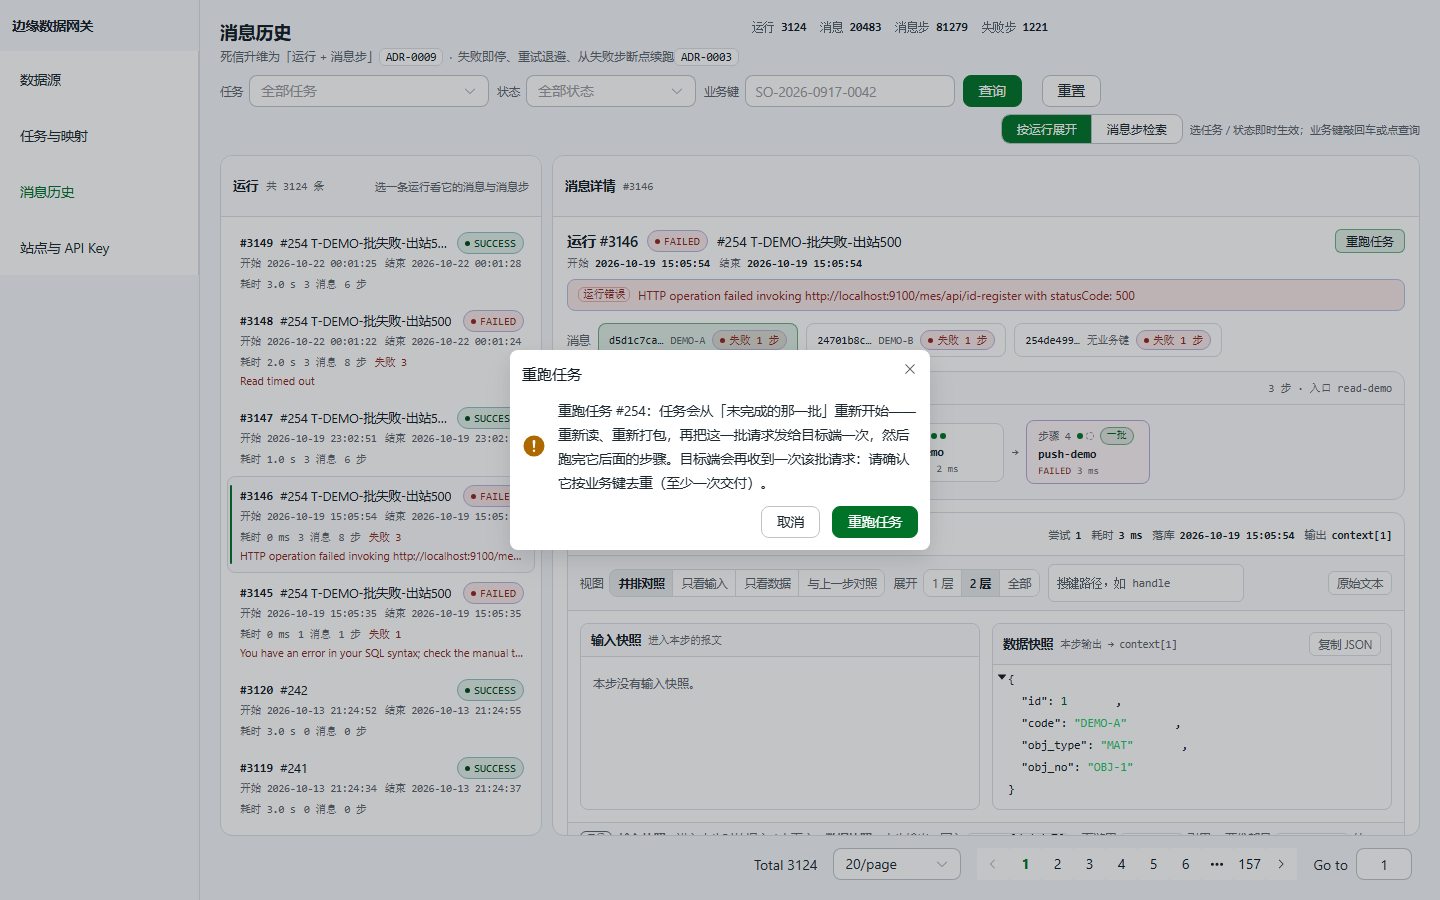 边缘数据网关
数据源
任务与映射
消息历史
站点与 API Key
消息历史
运行 3124 消息 20483 消息步 81279 失败步 1221
死信升维为「运行 + 消息步」 ADR-0009 · 失败即停、重试退避、从失败步断点续跑 ADR-0003
任务 全部任务 状态 全部状态 业务键 SO-2026-0917-0042 查询 重置
按运行展开 消息步检索 选任务 / 状态即时生效；业务键敲回车或点查询
运行 共 3124 条 选一条运行看它的消息与消息步
#3149 #254 T-DEMO-批失败-出站5... SUCCESS
开始 2026-10-22 00:01:25 结束 2026-10-22 00:01:28
耗时 3.0 s 3 消息 6 步
#3148 #254 T-DEMO-批失败-出站500 FAILED
开始 2026-10-22 00:01:22 结束 2026-10-22 00:01:24
耗时 2.0 s 3 消息 8 步 失败 3
Read timed out
#3147 #254 T-DEMO-批失败-出站5... SUCCESS
开始 2026-10-19 23:02:51 结束 2026-10-19 23:02:
耗时 1.0 s 3 消息 6 步
#3146 #254 T-DEMO-批失败-出站500 FAILE
开始 2026-10-19 15:05:54 结束 2026-10-19 15:05:
耗时 0 ms 3 消息 8 步 失败 3
HTTP operation failed invoking http://localhost:9100/me...
#3145 #254 T-DEMO-批失败-出站500 FAILED
开始 2026-10-19 15:05:35 结束 2026-10-19 15:05:35
耗时 0 ms 1 消息 1 步 失败 1
You have an error in your SQL syntax; check the manual t...
#3120 #242 SUCCESS
开始 2026-10-13 21:24:52 结束 2026-10-13 21:24:55
耗时 3.0 s 0 消息 0 步
#3119 #241 SUCCESS
开始 2026-10-13 21:24:34 结束 2026-10-13 21:24:37
耗时 3.0 s 0 消息 0 步
消息详情 #3146
运行 #3146 FAILED #254 T-DEMO-批失败-出站500 重跑任务
开始 2026-10-19 15:05:54 结束 2026-10-19 15:05:54
运行错误 HTTP operation failed invoking http://localhost:9100/mes/api/id-register with statusCode: 500
消息 d5d1c7ca… DEMO-A 失败 1 步 24701b8c… DEMO-B 失败 1 步 254de499… 无业务键 失败 1 步
3 步 · 入口 read-demo
2 ms
→
步骤 4 一批
push-demo
FAILED 3 ms
重跑任务
重跑任务 #254：任务会从「未完成的那一批」重新开始——
重新读、重新打包，再把这一批请求发给目标端一次，然后
跑完它后面的步骤。目标端会再收到一次该批请求：请确认
它按业务键去重（至少一次交付）。
取消 重跑任务
尝试 1 耗时 3 ms 落库 2026-10-19 15:05:54 输出 context[1]
视图 并排对照 只看输入 只看数据 与上一步对照 展开 1 层 2 层 全部 搜键路径，如 handle 原始文本
输入快照 进入本步的报文
本步没有输入快照。
数据快照 本步输出 → context[1] 复制 JSON
{
"id": 1 ,
"code": "DEMO-A" ,
"obj_type": "MAT" ,
"obj_no": "OBJ-1"
}
Total 3124 20/page 1 2 3 4 5 6 ••• 157 Go to 1